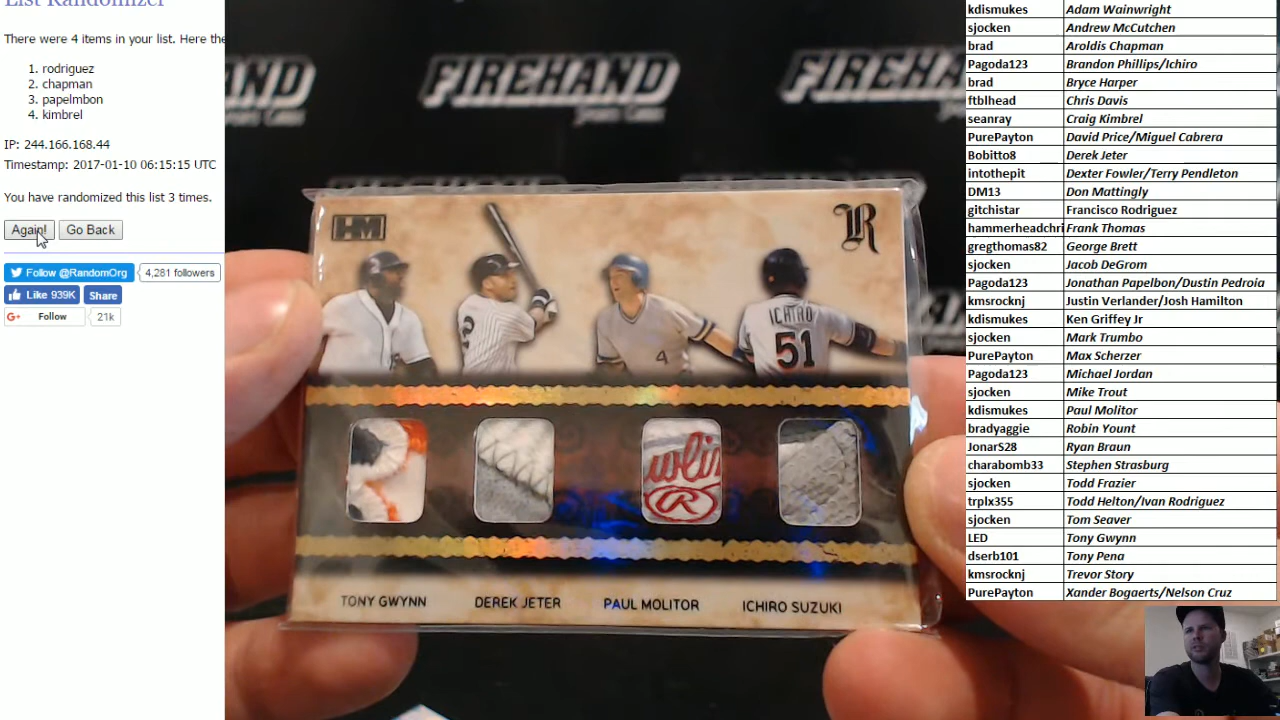 List Randomizer
There were 4 items in your list. Here the
1. rodriguez
2. chapman
3. papelmbon
4. kimbrel
IP: 244.166.168.44
Timestamp: 2017-01-10 06:15:15 UTC
You have randomized this list 3 times.
Again! Go Back
Follow @RandomOrg 4,281 followers
Like 939K Share
G+ Follow 21k
FIREHAND
FIREHAND
SPORTS CARDS
HM
R
2
4
ICHIRO
51
wlin
R
TONY GWYNN DEREK JETER PAUL MOLITOR ICHIRO SUZUKI
kdismukes Adam Wainwright
sjocken Andrew McCutchen
brad Aroldis Chapman
Pagoda123 Brandon Phillips/Ichiro
brad Bryce Harper
ftblhead Chris Davis
seanray Craig Kimbrel
PurePayton David Price/Miguel Cabrera
Bobitto8 Derek Jeter
intothepit Dexter Fowler/Terry Pendleton
DM13 Don Mattingly
gitchistar Francisco Rodriguez
hammerheadchri Frank Thomas
gregthomas82 George Brett
sjocken Jacob DeGrom
Pagoda123 Jonathan Papelbon/Dustin Pedroia
kmsrocknj Justin Verlander/Josh Hamilton
kdismukes Ken Griffey Jr
sjocken Mark Trumbo
PurePayton Max Scherzer
Pagoda123 Michael Jordan
sjocken Mike Trout
kdismukes Paul Molitor
bradyaggie Robin Yount
JonarS28 Ryan Braun
charabomb33 Stephen Strasburg
sjocken Todd Frazier
trplx355 Todd Helton/Ivan Rodriguez
sjocken Tom Seaver
LED Tony Gwynn
dserb101 Tony Pena
kmsrocknj Trevor Story
PurePayton Xander Bogaerts/Nelson Cruz